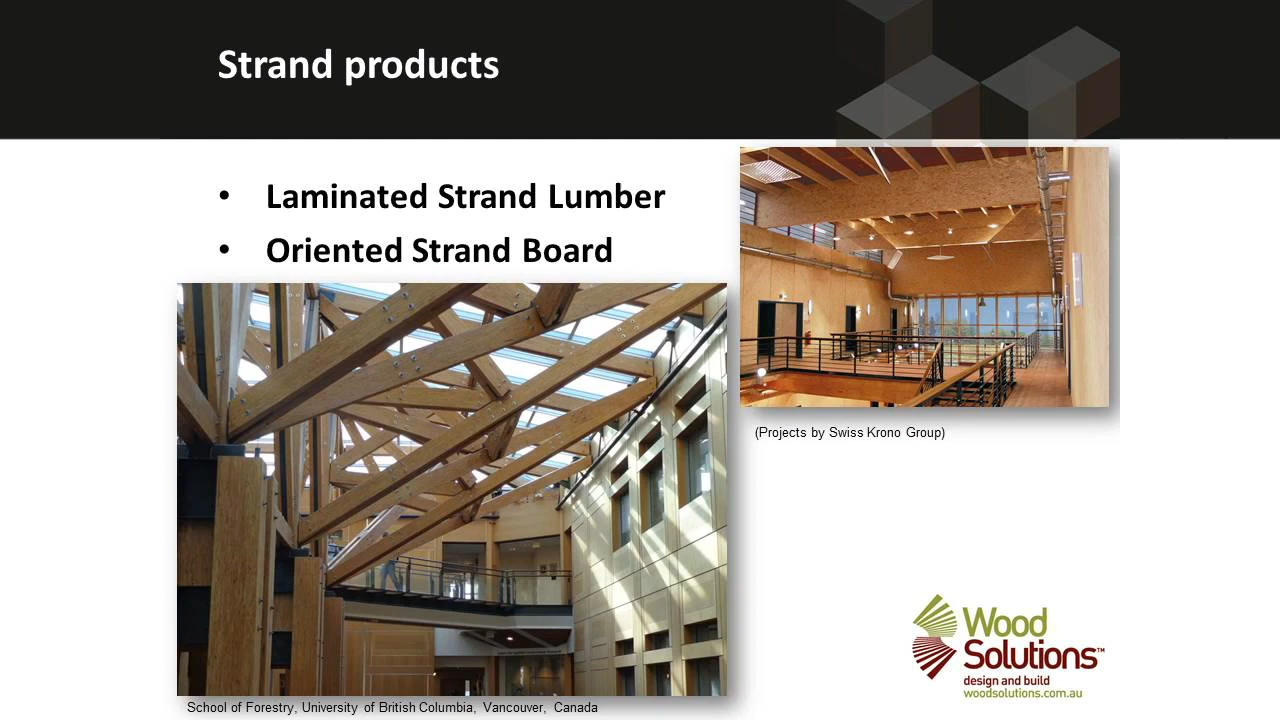 Strand products
• Laminated Strand Lumber
• Oriented Strand Board
(Projects by Swiss Krono Group)
School of Forestry, University of British Columbia, Vancouver, Canada
Wood
Solutions™
design and build
woodsolutions.com.au